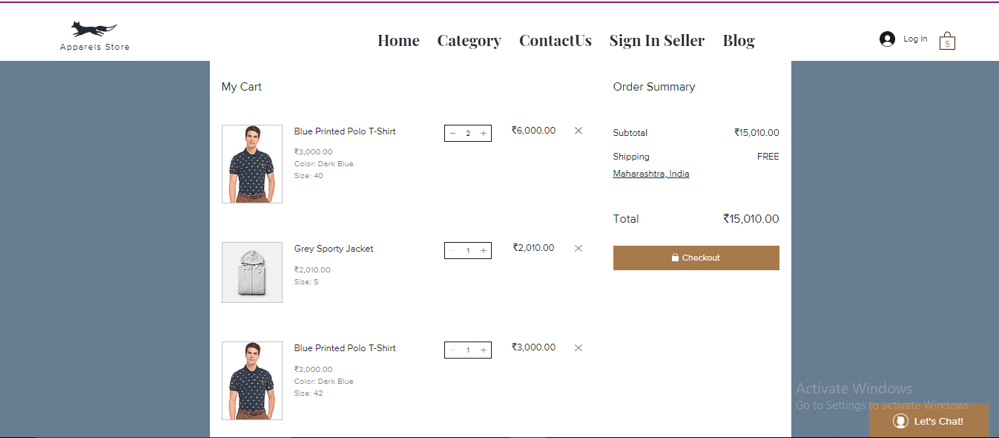 Apparels Store
Home Category ContactUs Sign In Seller Blog
Log In
5
My Cart
Blue Printed Polo T-Shirt
₹3,000.00
Color: Dark Blue
Size: 40
− 2 +
₹6,000.00
Grey Sporty Jacket
₹2,010.00
Size: S
− 1 +
₹2,010.00
Blue Printed Polo T-Shirt
₹3,000.00
Color: Dark Blue
Size: 42
− 1 +
₹3,000.00
Order Summary
Subtotal ₹15,010.00
Shipping FREE
Maharashtra, India
Total ₹15,010.00
Checkout
Activate Windows
Go to Settings to activate Windows.
Let's Chat!